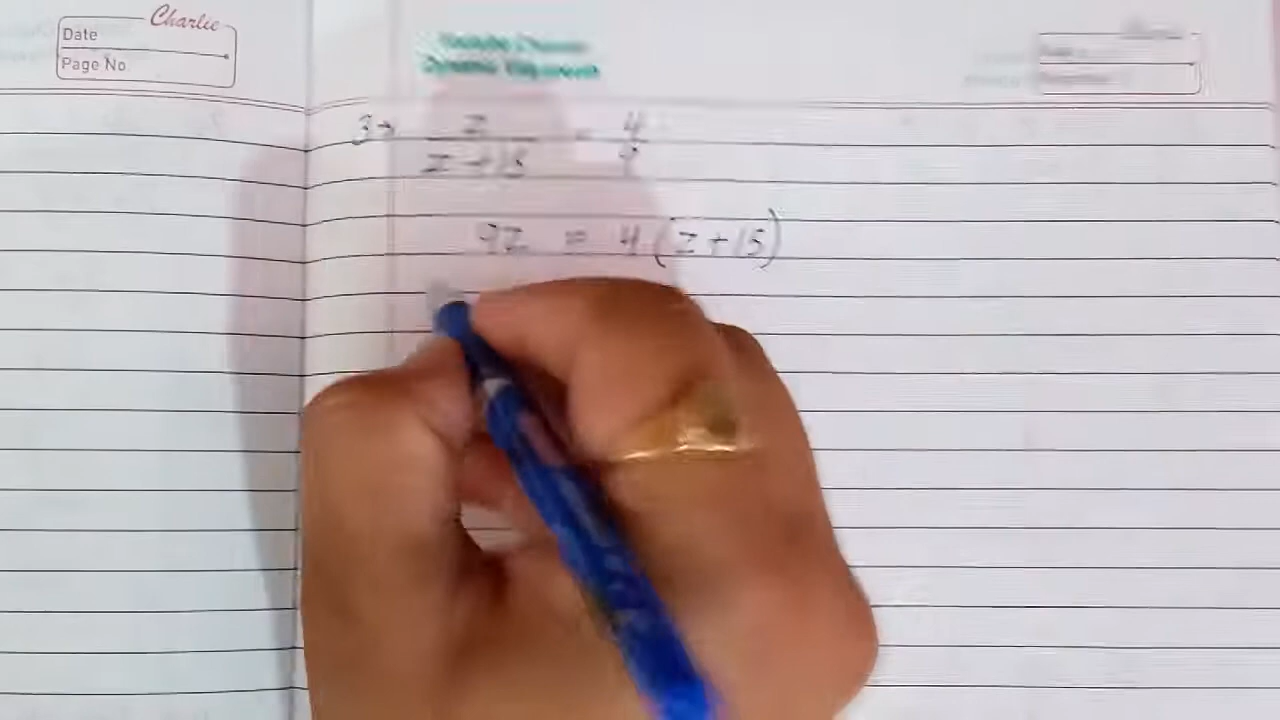 Charlie
Date
Page No.
3→ z/z+15 = 4/9
9z = 4(z+15)